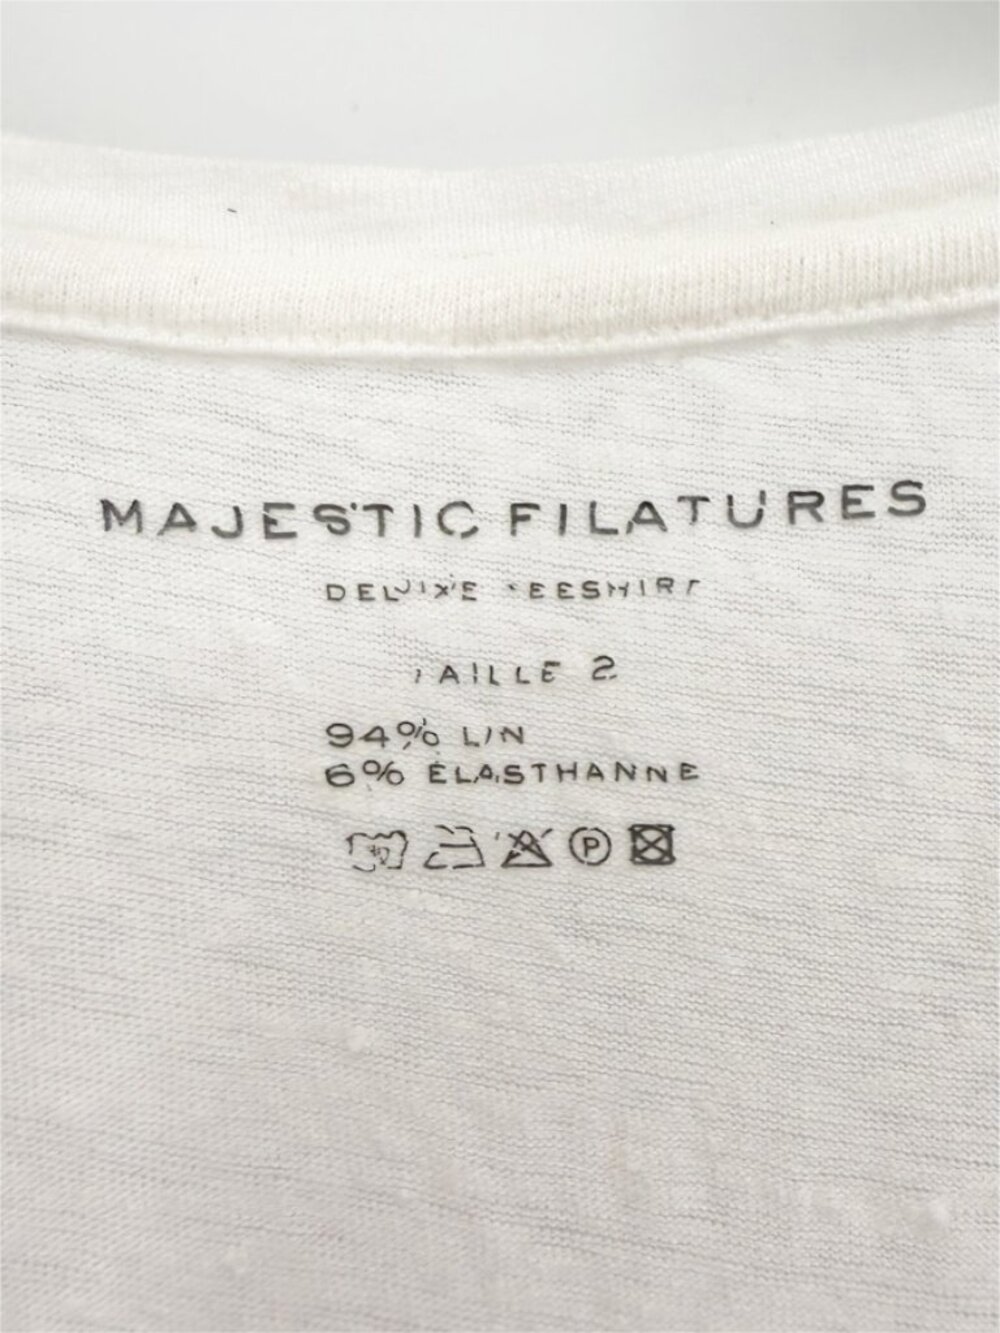 MAJESTIC FILATURES
DELUXE TEESHIRT
TAILLE 2
94% LIN
6% ÉLASTHANNE
P